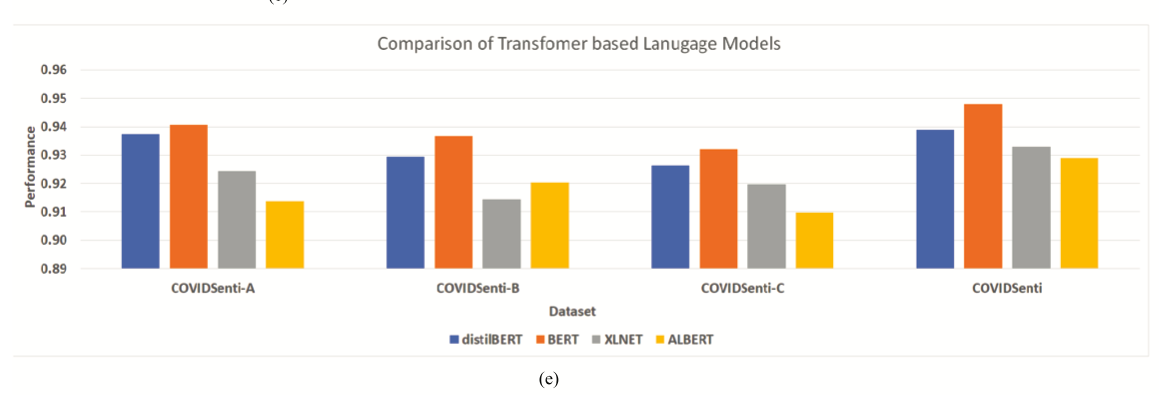 Comparison of Transfomer based Lanugage Models
0.96
0.95
0.94
0.93
0.92
0.91
0.90
0.89
Performance
COVIDSenti-A COVIDSenti-B COVIDSenti-C COVIDSenti
Dataset
distilBERT BERT XLNET ALBERT
(e)